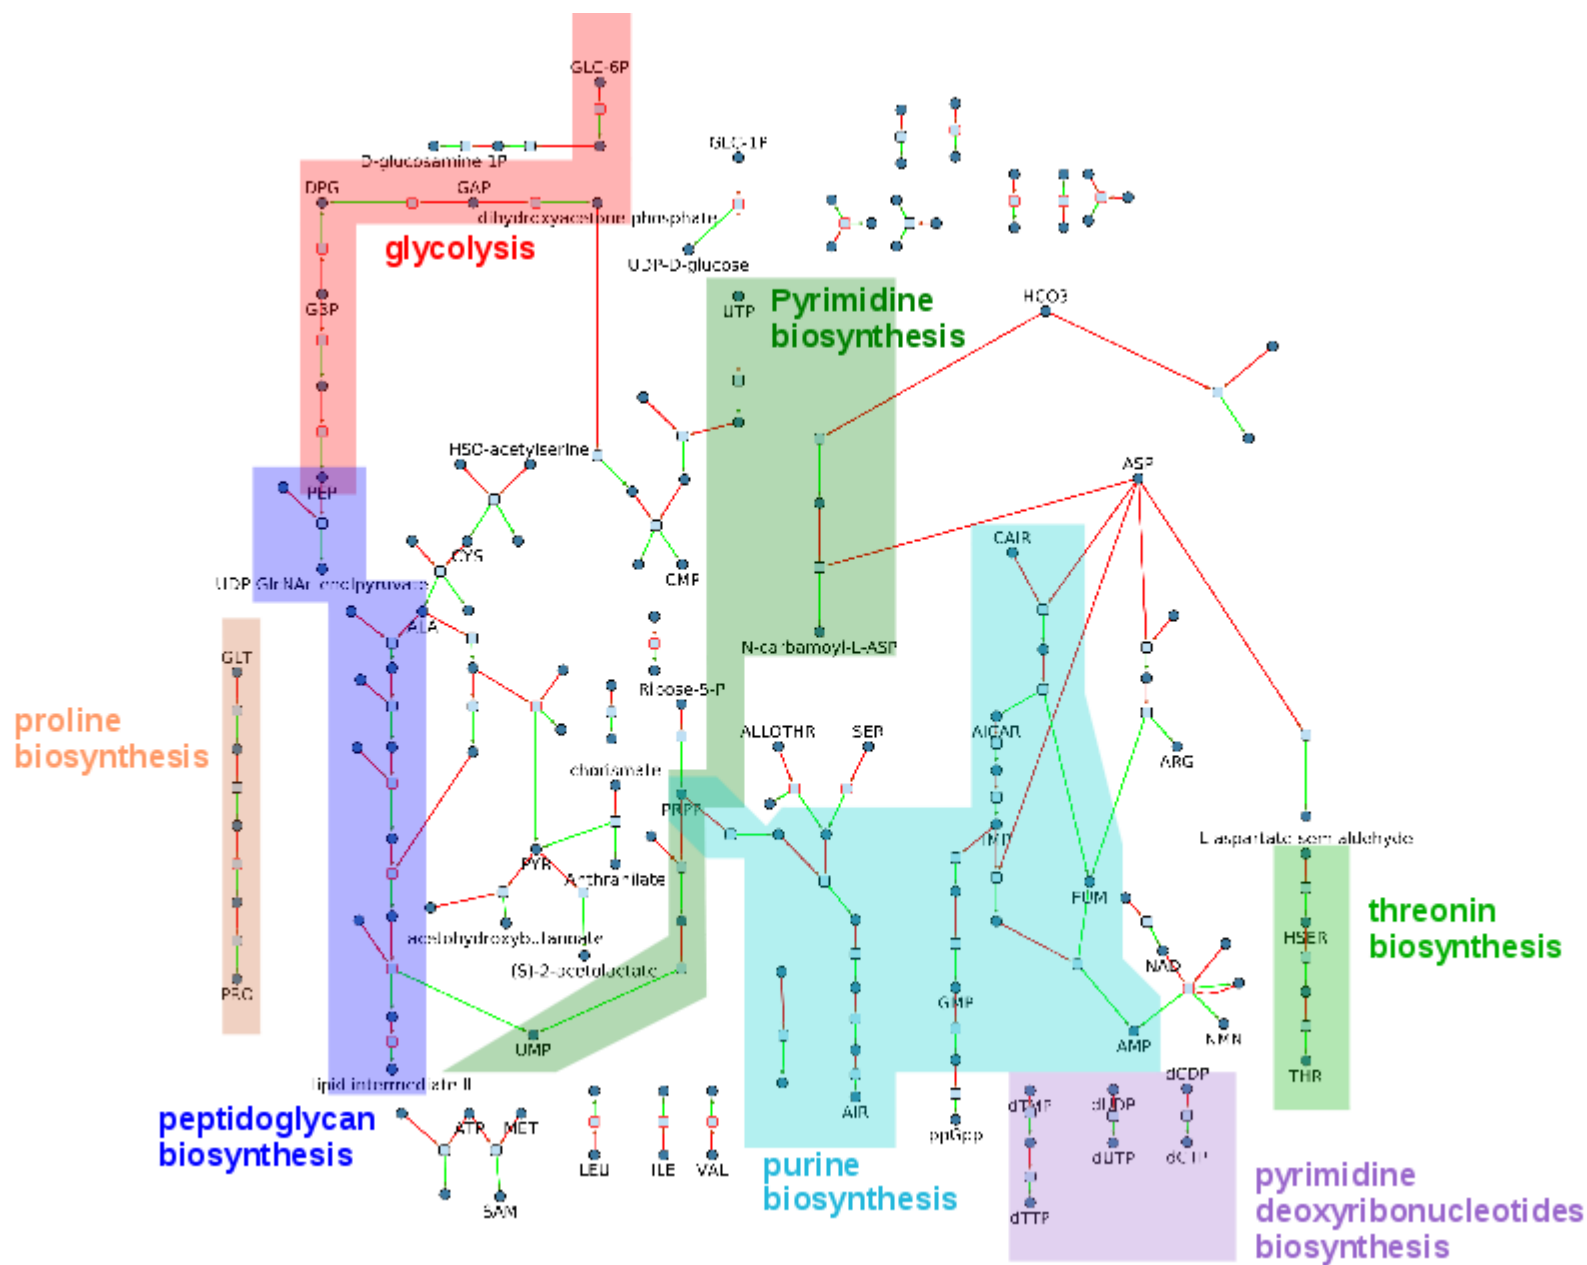 GLC-6P
GLC-1P
D-glucosamine 1P
DPG
GAP
dihydroxyacetone phosphate
glycolysis
UDP-D-glucose
Pyrimidine
biosynthesis
UTP
HCO3
G3P
HSO-acetylserine
ASP
PEP
CAIR
CYS
CMP
UDP GlcNAc enolpyruvate
ALA
N-carbamoyl-L-ASP
GLT
Ribose-5-P
proline
biosynthesis
ALLOTHR
SER
AICAR
ARG
chorismate
PRPP
IMP
L aspartate semialdehyde
PYR
Anthranilate
FUM
threonin
biosynthesis
HSER
(S)-2-acetolactate
NAD
PRO
GMP
NMN
UMP
AMP
THR
lipid intermediate II
dCDP
dTMP
dUDP
peptidoglycan
biosynthesis
ATP
MET
AIR
ppGpp
LEU
ILE
VAL
dUTP
dCTP
purine
biosynthesis
pyrimidine
deoxyribonucleotides
biosynthesis
SAM
dTTP